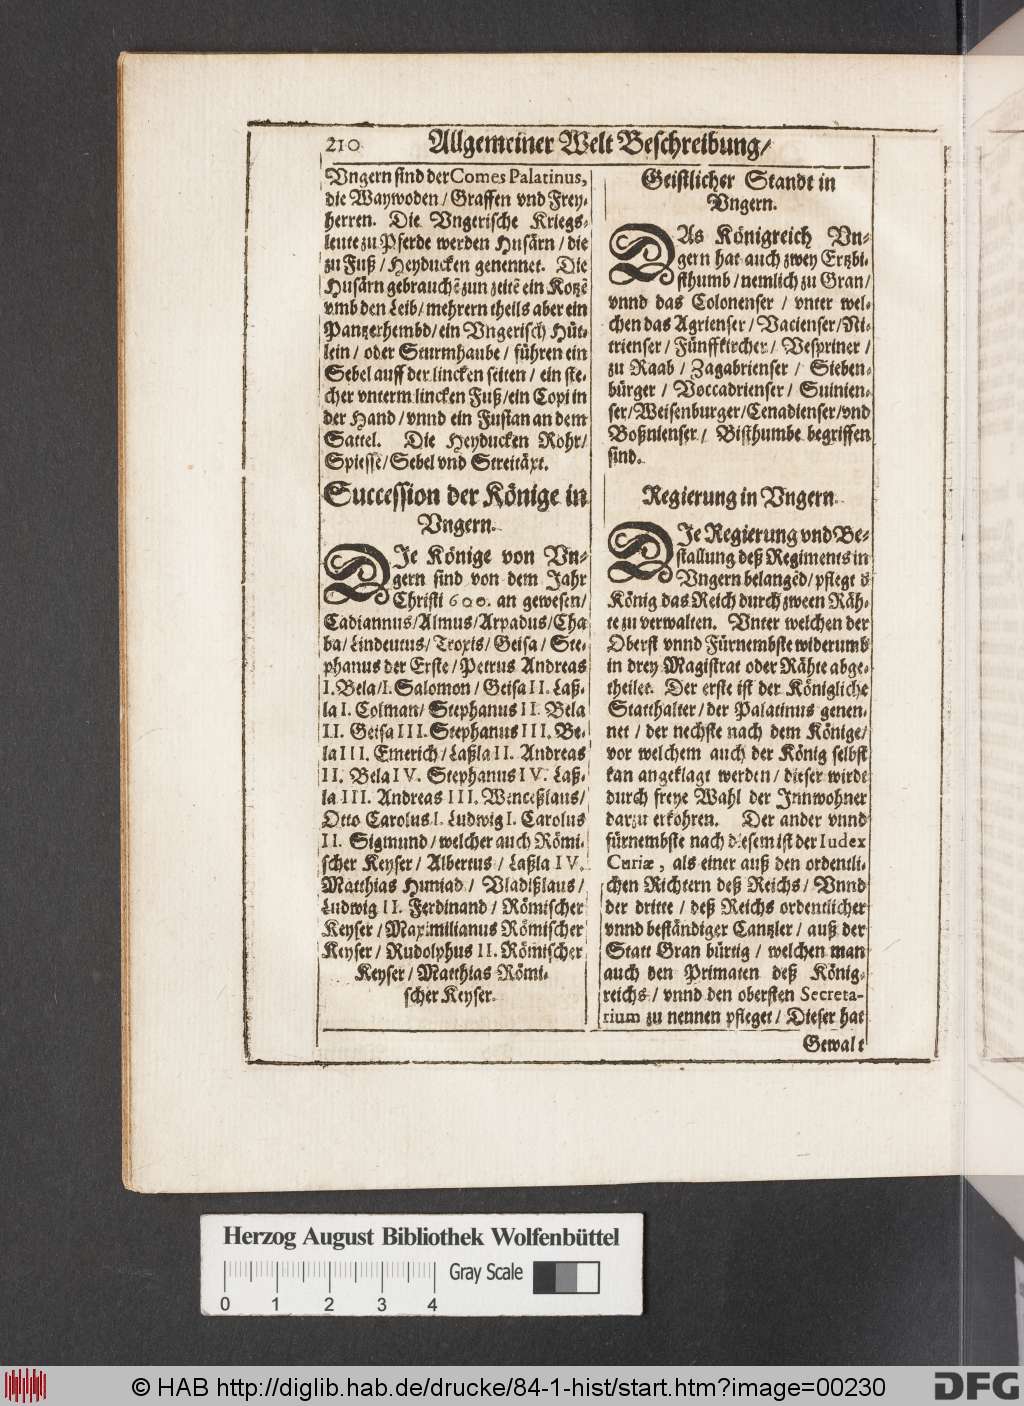 210 Allgemeiner Welt Beschreibung/
Vngern sind der Comes Palatinus,
die Waywoden / Graffen vnd Frey-
herren. Die Vngerische Kriegs-
leute zu Pferde werden Husärn / die
zu Fuß / Heyducken genennet. Die
Husärn gebrauchẽ zun zeitẽ ein Kotzẽ
vmb den Leib / mehrern theils aber ein
Pantzerhembd / ein Vngerisch Hüt-
lein / oder Sturmhaube / führen ein
Sebel auff der lincken seiten / ein ste-
cher vnterm lincken Fuß / ein Copi in
der Hand / vnnd ein Fustan an dem
Sattel. Die Heyducken Rohr /
Spiesse / Sebel vnd Streitäxt.
Succession der Könige in
Vngern.
DIe Könige von Vn-
gern sind von dem Jahr
Christi 600. an gewesen /
Cadiannus / Almus / Arpadus / Cha
ba / Lindeutus / Troxis / Geisa / Ste-
phanus der Erste / Petrus Andreas
I. Bela / I. Salomon / Geisa II. Laß-
la I. Colman / Stephanus II. Bela
II. Geisa III. Stephanus III. Be-
la III. Emerich / Laßla II. Andreas
II. Bela IV. Stephanus IV. Laß-
la III. Andreas III. Wenceßlaus /
Otto Carolus I. Ludwig I. Carolus
II. Sigmund / welcher auch Römi-
scher Keyser / Albertus / Laßla IV.
Matthias Huniad / Vladißlaus /
Ludwig II. Ferdinand / Römischer
Keyser / Maximilianus Römischer
Keyser / Rudolphus II. Römischer
Keyser / Matthias Römi-
scher Keyser.
Geistlicher Standt in
Vngern.
DAs Königreich Vn-
gern hat auch zwey Ertzbi-
sthumb / nemlich zu Gran /
vnnd das Colonenser / vnter wel-
chen das Agrienser / Vacienser / Ni-
trienser / Fünffkircher / Vespriner /
zu Raab / Zagabrienser / Sieben-
bürger / Voccadrienser / Suinien-
ser / Weisenburger / Cenadienser / vnd
Boßnienser / Bisthumbe begriffen
sind.
Regierung in Vngern.
DIe Regierung vnd Be-
stallung deß Regiments in
Vngern belangẽd / pflegt d̃
König das Reich durch zween Räh-
te zu verwalten. Vnter welchen der
Oberst vnnd Fürnembste widerumb
in drey Magistrat oder Rähte abge-
theilet. Der erste ist der Königliche
Statthalter / der Palatinus genen-
net / der nechste nach dem Könige /
vor welchem auch der König selbst
kan angeklagt werden / dieser wirde
durch freye Wahl der Innwohner
darzu erkohren. Der ander vnnd
fürnembste nach diesem ist der Iudex
Curiæ, als einer auß den ordentli-
chen Richtern deß Reichs / Vnnd
der dritte / deß Reichs ordentlicher
vnnd beständiger Cantzler / auß der
Statt Gran bürtig / welchen man
auch den Primaten deß König-
reichs / vnnd den obersten Secreta-
rium zu nennen pfleget / Dieser hat
Gewalt
Herzog August Bibliothek Wolfenbüttel
Gray Scale
0 1 2 3 4
© HAB http://diglib.hab.de/drucke/84-1-hist/start.htm?image=00230
DFG